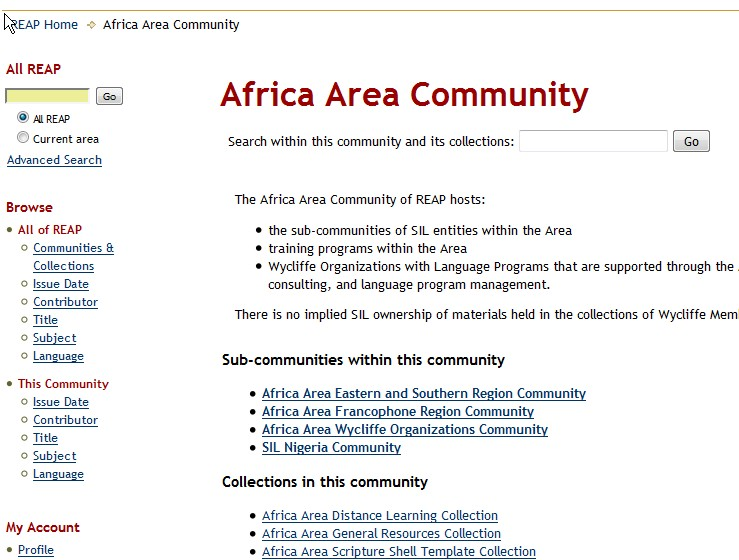 REAP Home Africa Area Community
All REAP
Go
All REAP
Current area
Advanced Search
Browse
All of REAP
Communities &
Collections
Issue Date
Contributor
Title
Subject
Language
This Community
Issue Date
Contributor
Title
Subject
Language
My Account
Profile
Africa Area Community
Search within this community and its collections: Go
The Africa Area Community of REAP hosts:
the sub-communities of SIL entities within the Area
training programs within the Area
Wycliffe Organizations with Language Programs that are supported through the
consulting, and language program management.
There is no implied SIL ownership of materials held in the collections of Wycliffe Mem
Sub-communities within this community
Africa Area Eastern and Southern Region Community
Africa Area Francophone Region Community
Africa Area Wycliffe Organizations Community
SIL Nigeria Community
Collections in this community
Africa Area Distance Learning Collection
Africa Area General Resources Collection
Africa Area Scripture Shell Template Collection